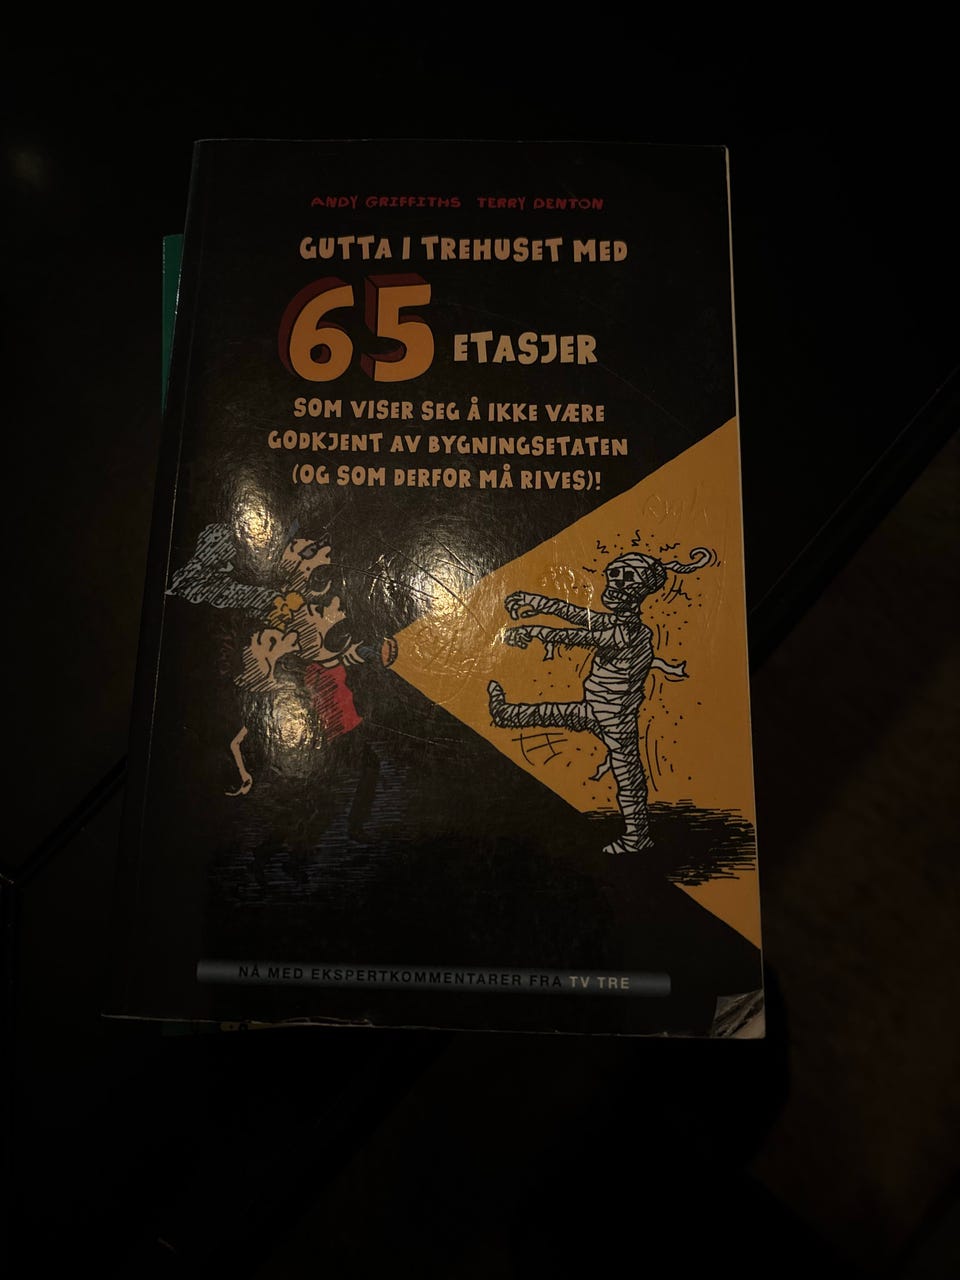 ANDY GRIFFITHS TERRY DENTON
GUTTA I TREHUSET MED
65 ETASJER
SOM VISER SEG Å IKKE VÆRE
GODKJENT AV BYGNINGSETATEN
(OG SOM DERFOR MÅ RIVES)!
NÅ MED EKSPERTKOMMENTARER FRA TV TRE